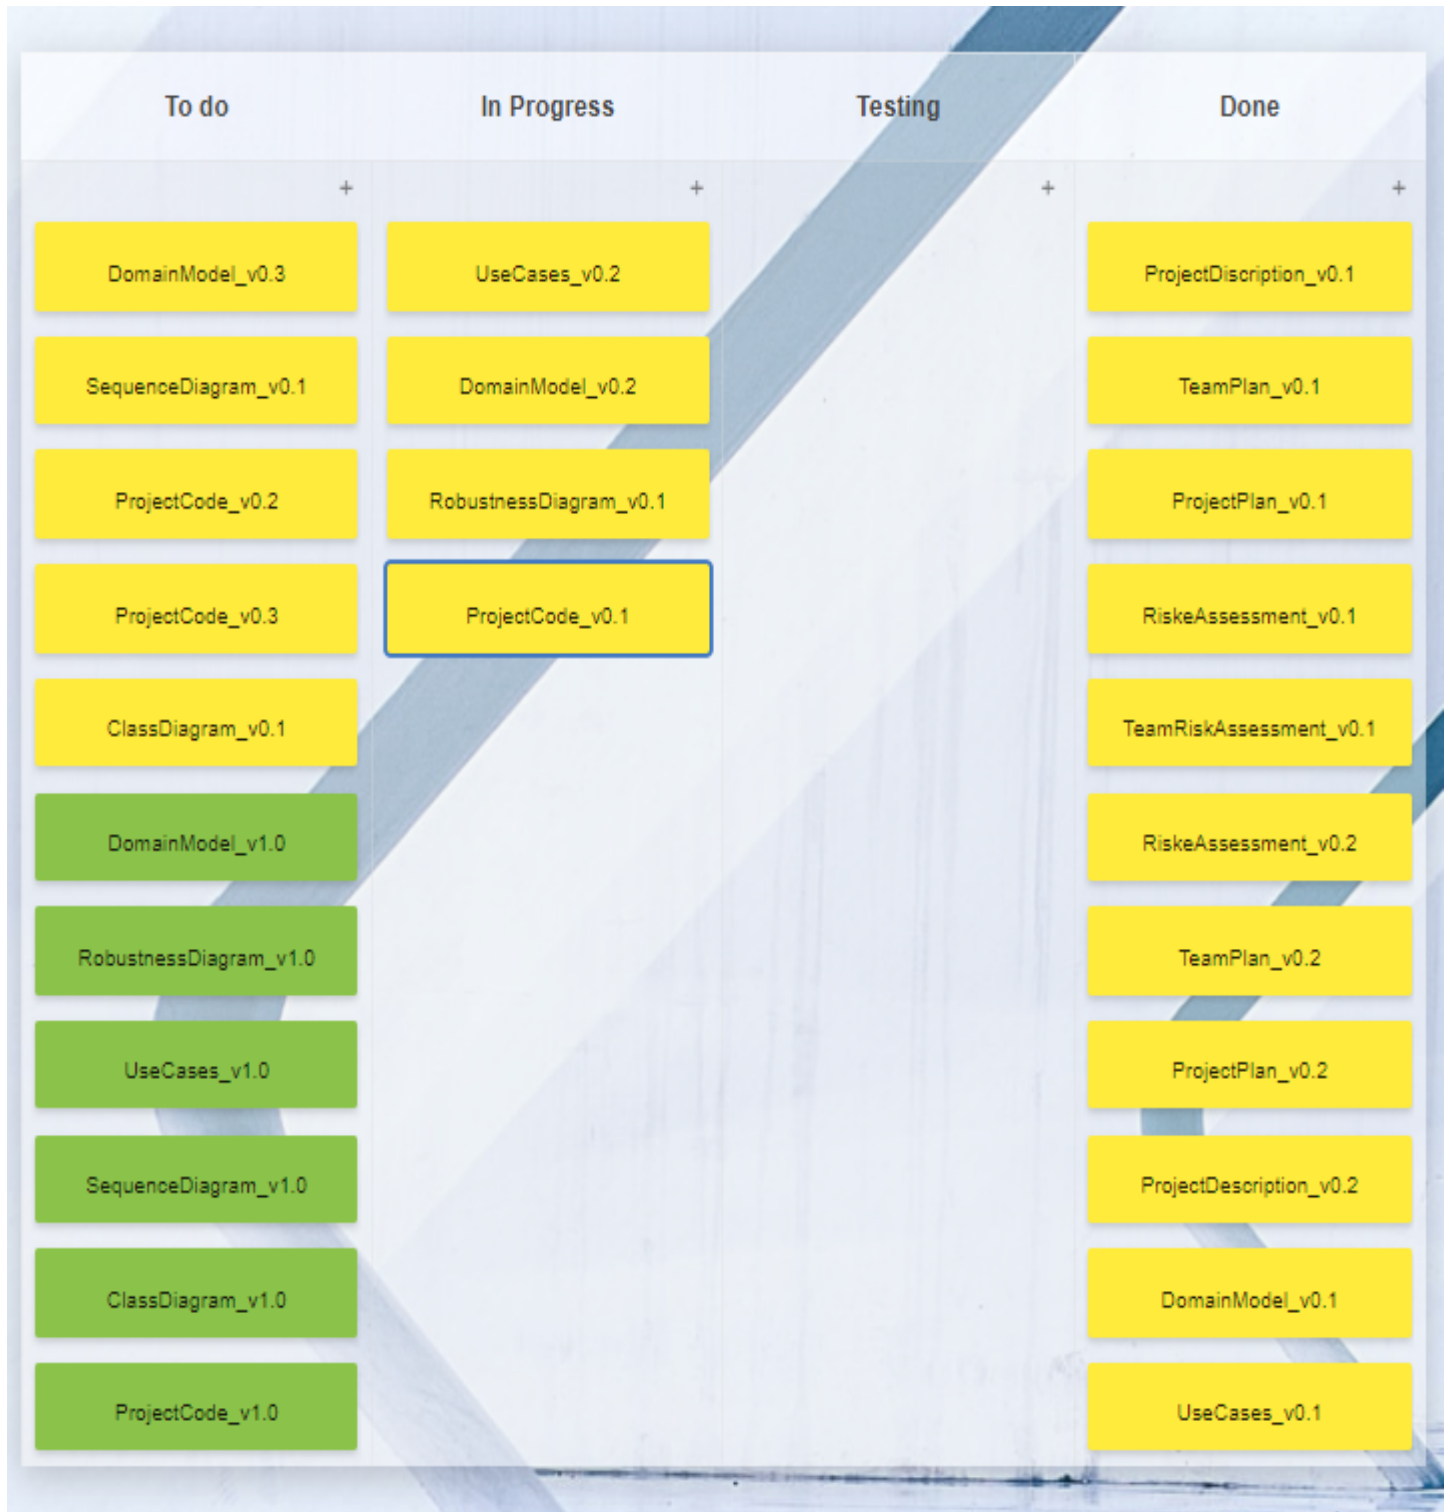 To do
In Progress
Testing
Done
+
+
+
+
DomainModel_v0.3
UseCases_v0.2
ProjectDiscription_v0.1
SequenceDiagram_v0.1
DomainModel_v0.2
TeamPlan_v0.1
ProjectCode_v0.2
RobustnessDiagram_v0.1
ProjectPlan_v0.1
ProjectCode_v0.3
ProjectCode_v0.1
RiskeAssessment_v0.1
ClassDiagram_v0.1
TeamRiskAssessment_v0.1
DomainModel_v1.0
RiskeAssessment_v0.2
RobustnessDiagram_v1.0
TeamPlan_v0.2
UseCases_v1.0
ProjectPlan_v0.2
SequenceDiagram_v1.0
ProjectDescription_v0.2
ClassDiagram_v1.0
DomainModel_v0.1
ProjectCode_v1.0
UseCases_v0.1